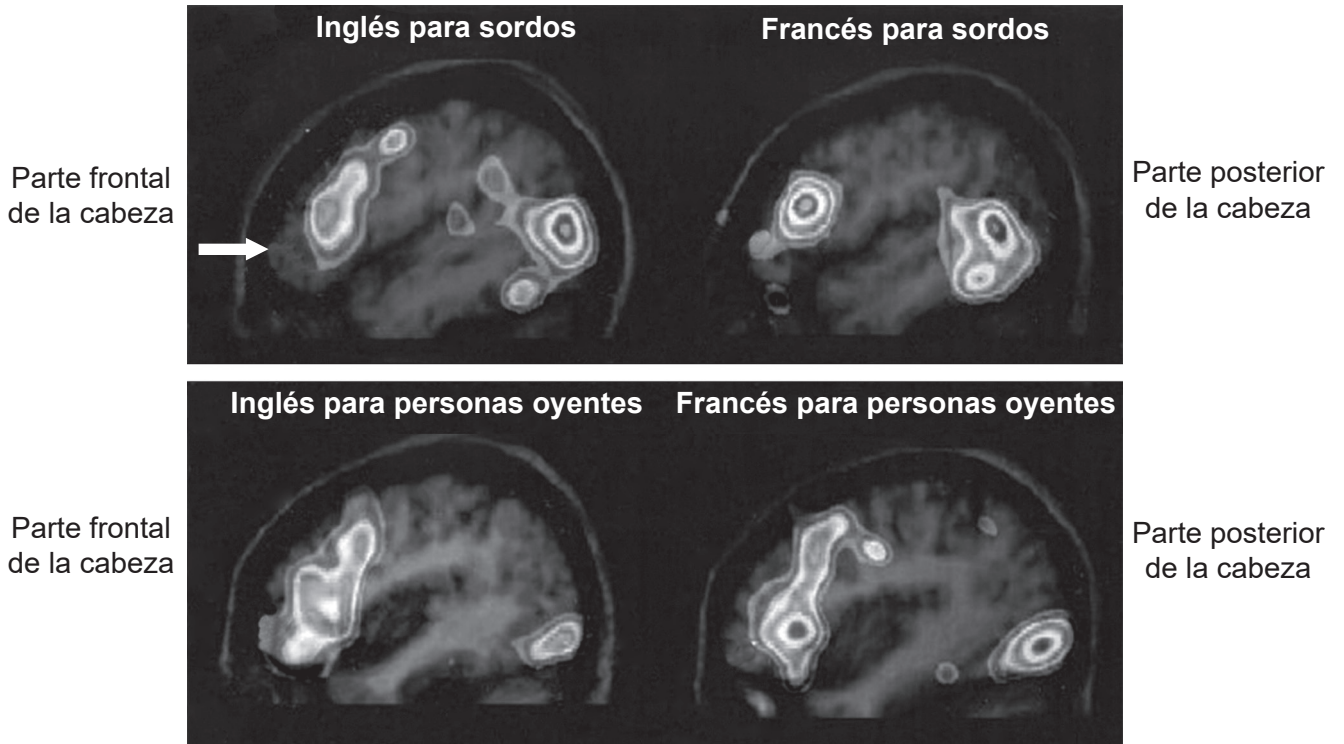 Inglés para sordos
Francés para sordos
Parte frontal
de la cabeza
Parte posterior
de la cabeza
Inglés para personas oyentes
Francés para personas oyentes
Parte frontal
de la cabeza
Parte posterior
de la cabeza